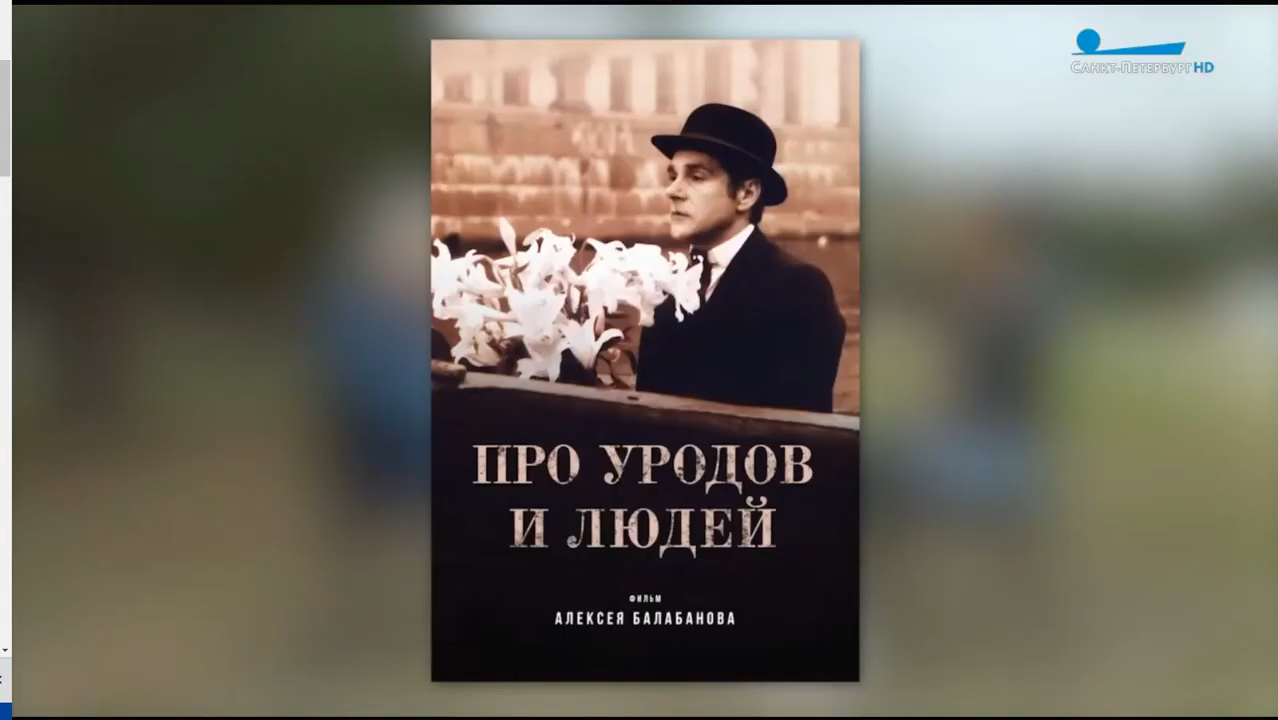 САНКТ-ПЕТЕРБУРГ HD
ПРО УРОДОВ
И ЛЮДЕЙ
ФИЛЬМ
АЛЕКСЕЯ БАЛАБАНОВА